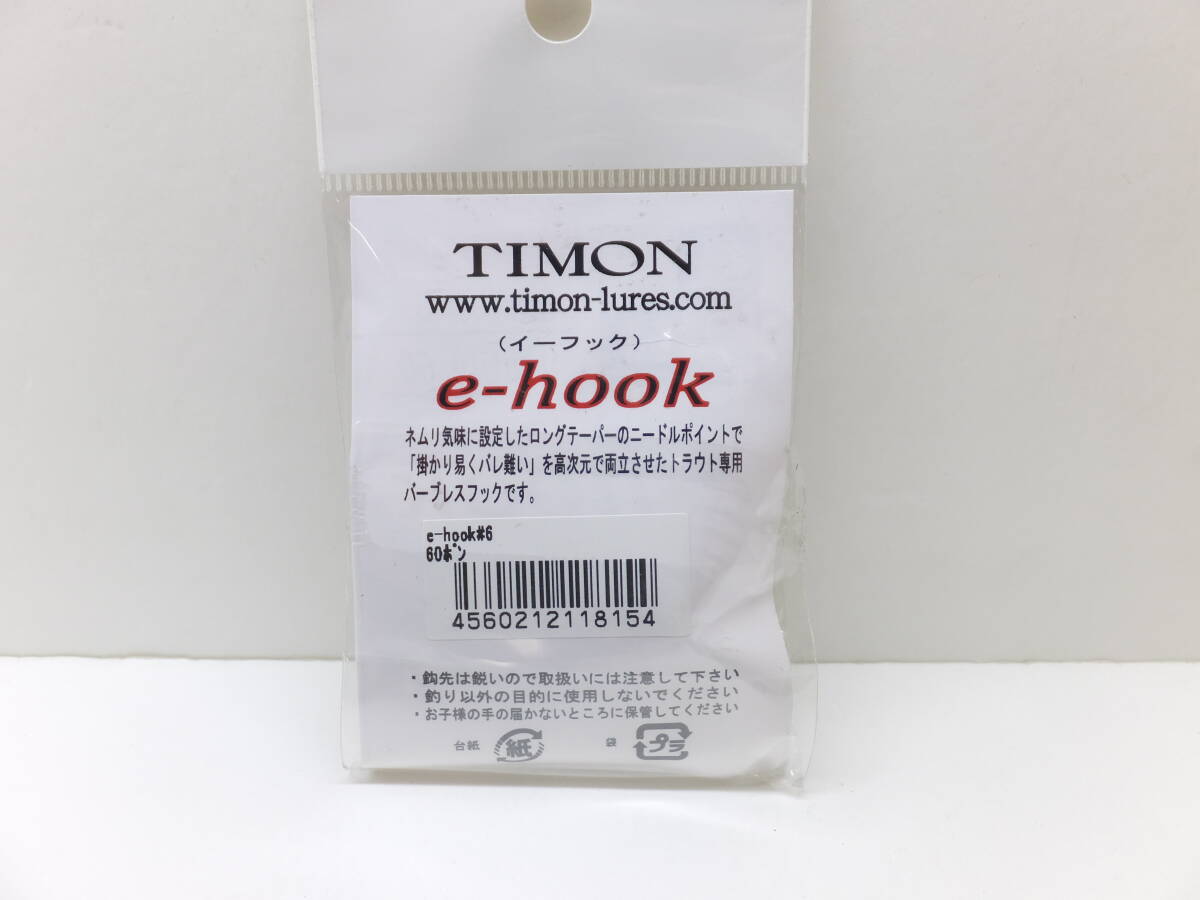 TIMON
www.timon-lures.com
(イーフック)
e-hook
ネムリ気味に設定したロングテーパーのニードルポイントで
「掛かり易くバレ難い」を高次元で両立させたトラウト専用
バーブレスフックです。
e-hook#6
60ﾎﾟﾝ
4560212118154
・鈎先は鋭いので取扱いには注意して下さい
・釣り以外の目的に使用しないでください
・お子様の手の届かないところに保管してください
台紙 紙 袋 プラ